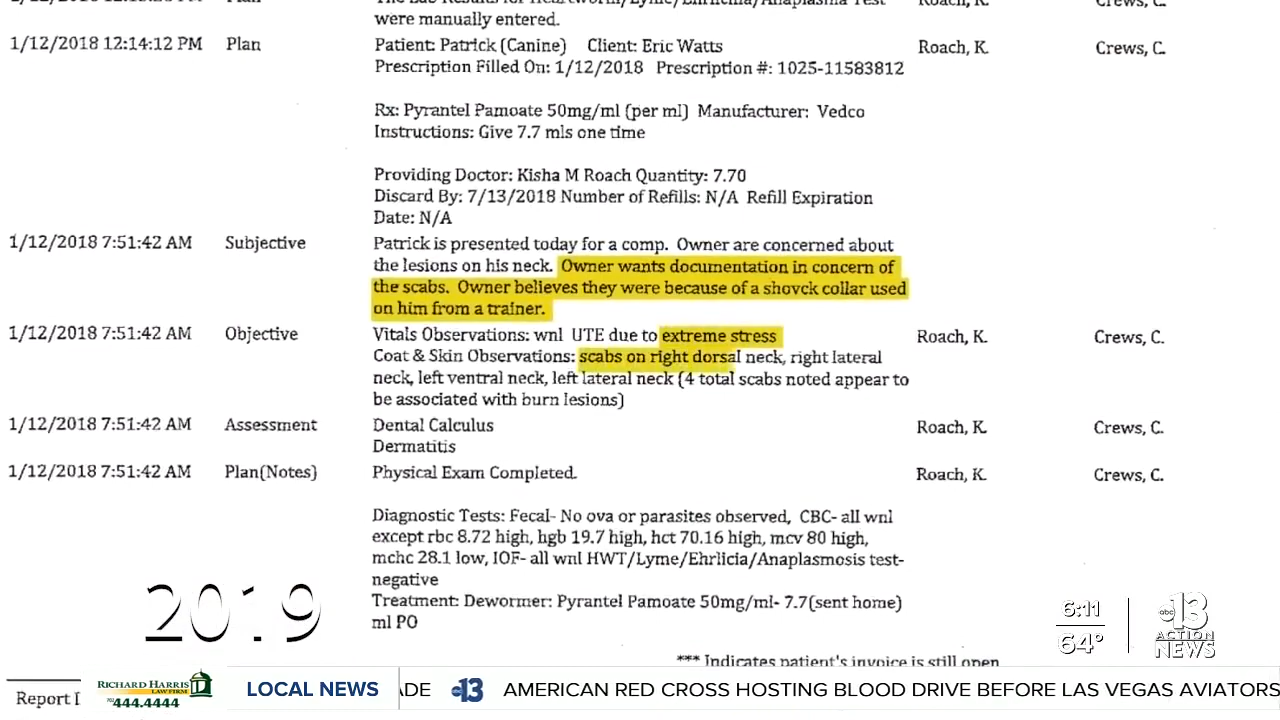 were manually entered.
1/12/2018 12:14:12 PM Plan Patient: Patrick (Canine) Client: Eric Watts Roach, K. Crews, C.
Prescription Filled On: 1/12/2018 Prescription #: 1025-11583812
Rx: Pyrantel Pamoate 50mg/ml (per ml) Manufacturer: Vedco
Instructions: Give 7.7 mls one time
Providing Doctor: Kisha M Roach Quantity: 7.70
Discard By: 7/13/2018 Number of Refills: N/A Refill Expiration
Date: N/A
1/12/2018 7:51:42 AM Subjective Patrick is presented today for a comp. Owner are concerned about
the lesions on his neck. Owner wants documentation in concern of
the scabs. Owner believes they were because of a shovck collar used
on him from a trainer.
1/12/2018 7:51:42 AM Objective Vitals Observations: wnl UTE due to extreme stress Roach, K. Crews, C.
Coat & Skin Observations: scabs on right dorsal neck, right lateral
neck, left ventral neck, left lateral neck (4 total scabs noted appear to
be associated with burn lesions)
1/12/2018 7:51:42 AM Assessment Dental Calculus Roach, K. Crews, C.
Dermatitis
1/12/2018 7:51:42 AM Plan(Notes) Physical Exam Completed. Roach, K. Crews, C.
Diagnostic Tests: Fecal- No ova or parasites observed, CBC- all wnl
except rbc 8.72 high, hgb 19.7 high, hct 70.16 high, mcv 80 high,
mchc 28.1 low, IOF- all wnl HWT/Lyme/Ehrlicia/Anaplasmosis test-
negative
Treatment: Dewormer: Pyrantel Pamoate 50mg/ml- 7.7(sent home)
ml PO
2019
6:11
64°
abc 13
ACTION
NEWS
*** Indicates patient's invoice is still open
Report
RICHARD HARRIS
LAW FIRM
702 444.4444
LOCAL NEWS
ADE 13 AMERICAN RED CROSS HOSTING BLOOD DRIVE BEFORE LAS VEGAS AVIATORS